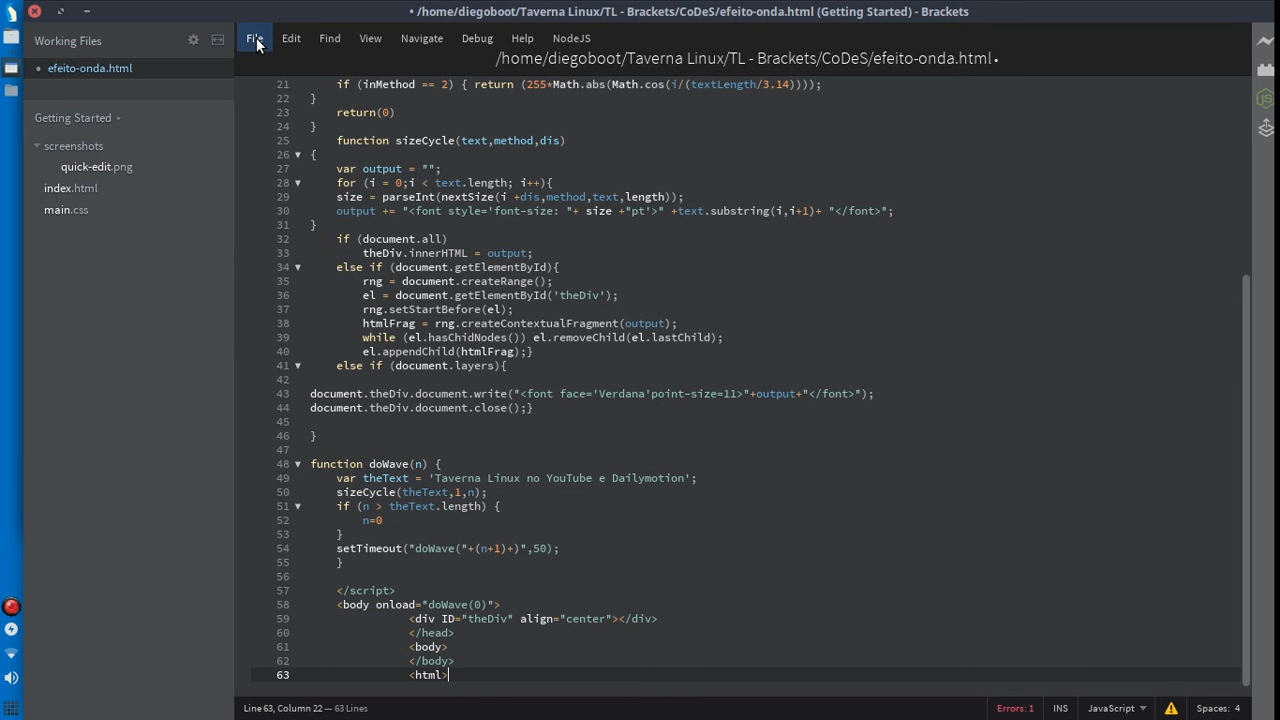 • /home/diegoboot/Taverna Linux/TL - Brackets/CoDeS/efeito-onda.html (Getting Started) - Brackets
Working Files
File Edit Find View Navigate Debug Help NodeJS
/home/diegoboot/Taverna Linux/TL - Brackets/CoDeS/efeito-onda.html •
• efeito-onda.html
Getting Started
screenshots
quick-edit.png
index.html
main.css
21 if (inMethod == 2) { return (255*Math.abs(Math.cos(i/(textLength/3.14))));
22 }
23 return(0)
24 }
25 function sizeCycle(text,method,dis)
26 {
27 var output = "";
28 for (i = 0;i < text.length; i++){
29 size = parseInt(nextSize(i +dis,method,text,length));
30 output += "<font style='font-size: "+ size +"pt'>" +text.substring(i,i+1)+ "</font>";
31 }
32 if (document.all)
33 theDiv.innerHTML = output;
34 else if (document.getElementById){
35 rng = document.createRange();
36 el = document.getElementById('theDiv');
37 rng.setStartBefore(el);
38 htmlFrag = rng.createContextualFragment(output);
39 while (el.hasChidNodes()) el.removeChild(el.lastChild);
40 el.appendChild(htmlFrag);}
41 else if (document.layers){
42
43 document.theDiv.document.write("<font face='Verdana'point-size=11>"+output+"</font>");
44 document.theDiv.document.close();}
45
46 }
47
48 function doWave(n) {
49 var theText = 'Taverna Linux no YouTube e Dailymotion';
50 sizeCycle(theText,1,n);
51 if (n > theText.length) {
52 n=0
53 }
54 setTimeout("doWave("+(n+1)+)",50);
55 }
56
57 </script>
58 <body onload="doWave(0)">
59 <div ID="theDiv" align="center"></div>
60 </head>
61 <body>
62 </body>
63 <html>
Line 63, Column 22 — 63 Lines
Errors: 1 INS JavaScript Spaces: 4